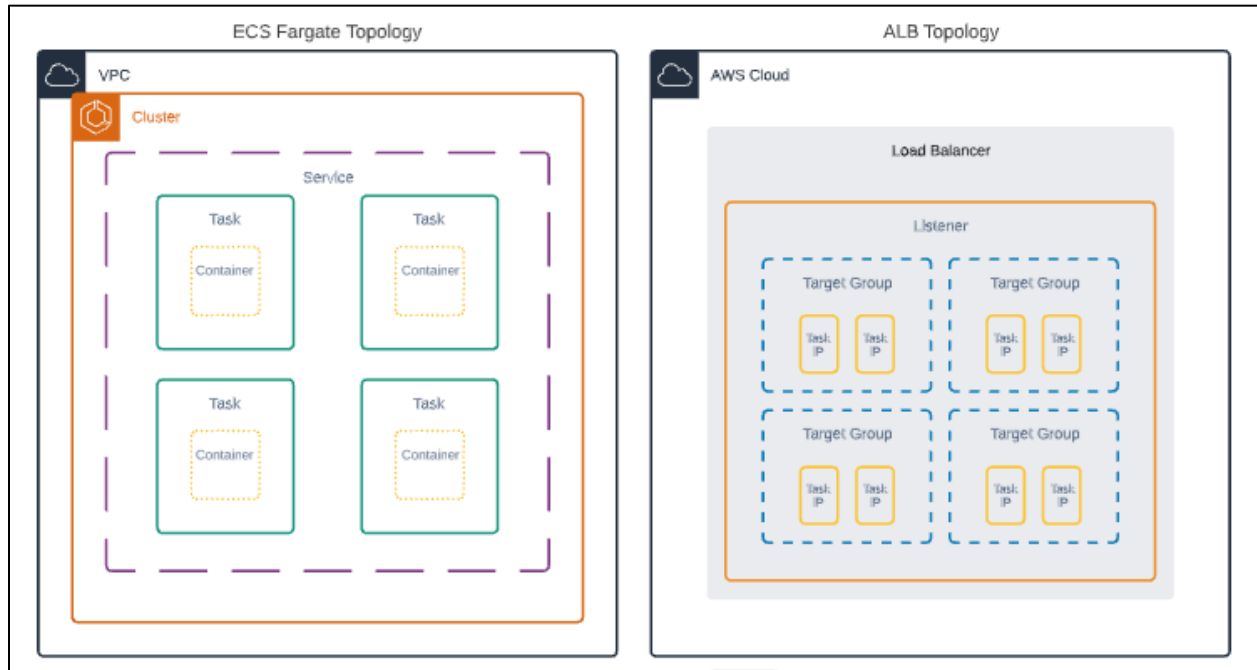 ECS Fargate Topology
VPC
Cluster
Service
Task
Container
Task
Container
Task
Container
Task
Container
ALB Topology
AWS Cloud
Load Balancer
Listener
Target Group
Task
IP
Task
IP
Target Group
Task
IP
Task
IP
Target Group
Task
IP
Task
IP
Target Group
Task
IP
Task
IP